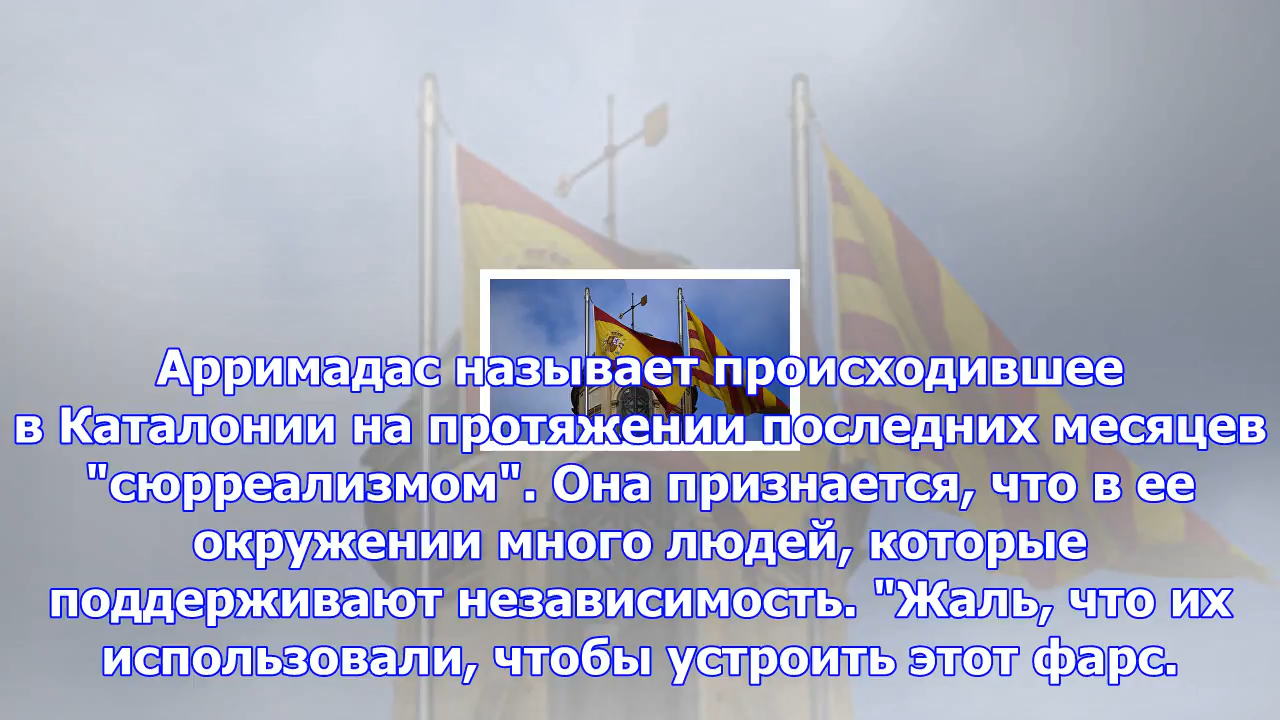 Арримадас называет происходившее
в Каталонии на протяжении последних месяцев
"сюрреализмом". Она признается, что в ее
окружении много людей, которые
поддерживают независимость. "Жаль, что их
использовали, чтобы устроить этот фарс.